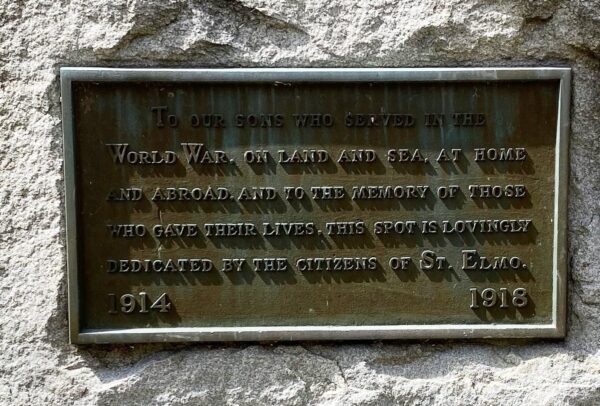 To our sons who served in the
World War, on land and sea, at home
and abroad, and to the memory of those
who gave their lives, this spot is lovingly
dedicated by the citizens of St. Elmo.
1914 1918